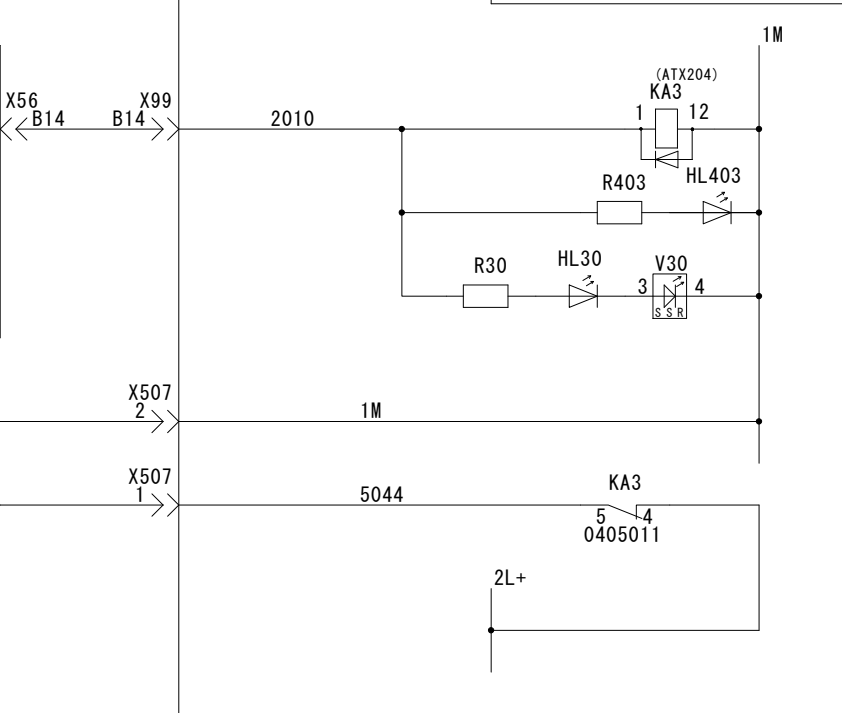 1M
(ATX204)
X56 X99 KA3
B14 B14 2010 1 12
R403 HL403
R30 HL30 V30
3 4
SSR
X507
2 1M
X507 KA3
1 5044
5 4
0405011
2L+